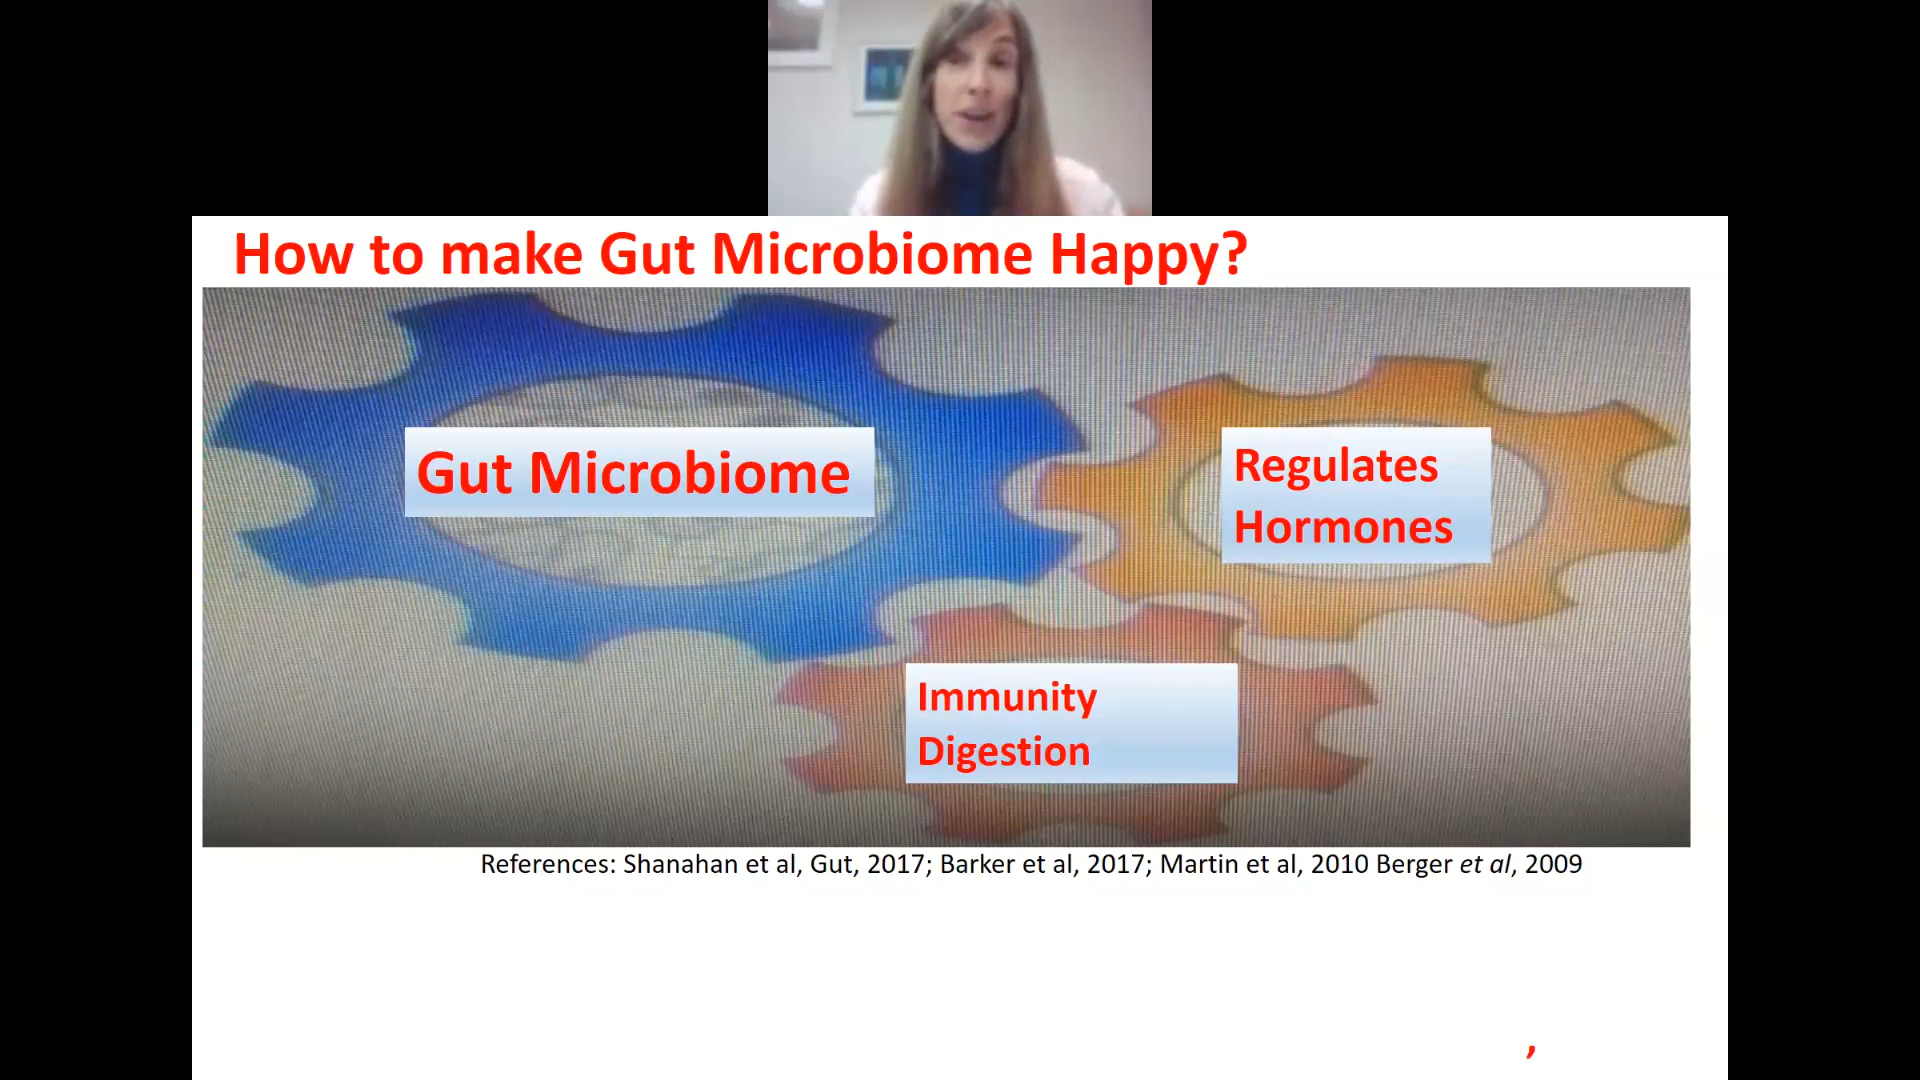 How to make Gut Microbiome Happy?
Gut Microbiome
Regulates
Hormones
Immunity
Digestion
References: Shanahan et al, Gut, 2017; Barker et al, 2017; Martin et al, 2010 Berger et al, 2009
,